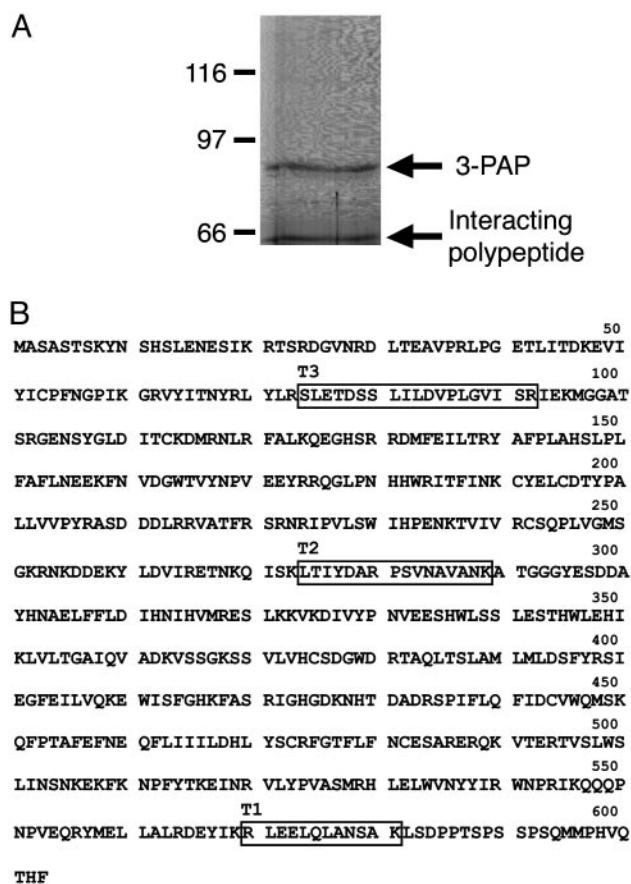 A
116
97
3-PAP
66
Interacting
polypeptide
B
50
MASASTSKYN SHSLENESIK RTSRDGVNRD LTEAVPRLPG ETLITDKEVI
T3
100
YICPFNGPIK GRVYITNYRL YLRSLETDSS LILDVPLGVI SRIEKMGGAT
150
SRGENSYGLD ITCKDMRNLR FALKQEGHSR RDMFEILTRY AFPLAHSLPL
200
FAFLNEEKFN VDGWTVYNPV EEYRRQGLPN HHWRITFINK CYELCDTYPA
250
LLVVPYRASD DDLRRVATFR SRNRIPVLSW IHPENKTVIV RCSQPLVGMS
T2
300
GKRNKDDEKY LDVIRETNKQ ISKLTIYDAR PSVNAVANKA TGGGYESDDA
350
YHNAELFFLD IHNIHVMRES LKKVKDIVYP NVEESHWLSS LESTHWLEHI
400
KLVLTGAIQV ADKVSSGKSS VLVHCSDGWD RTAQLTSLAM LMLDSFYRSI
450
EGFEILVQKE WISFGHKFAS RIGHGDKNHT DADRSPIFLQ FIDCVWQMSK
500
QFPTAFEFNE QFLIIILDHL YSCRFGTFLF NCESARERQK VTERTVSLWS
550
LINSNKEKFK NPFYTKEINR VLYPVASMRH LELWVNYYIR WNPRIKQQQP
T1
600
NPVEQRYMEL LALRDEYIKR LEELQLANSA KLSDPPTSPS SPSQMMPHVQ
THF